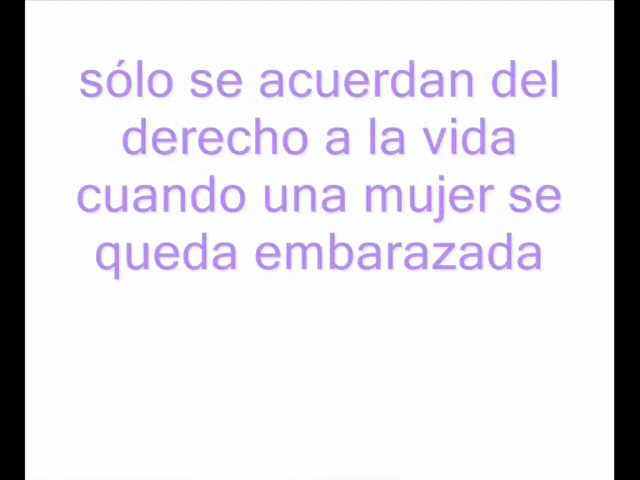 sólo se acuerdan del
derecho a la vida
cuando una mujer se
queda embarazada